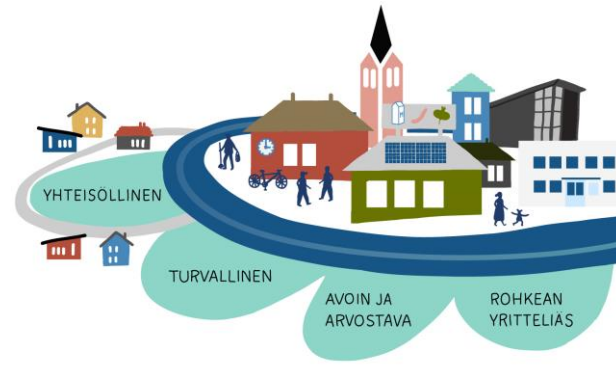 YHTEISÖLLINEN
TURVALLINEN
AVOIN JA
ARVOSTAVA
ROHKEAN
YRITTELIÄS